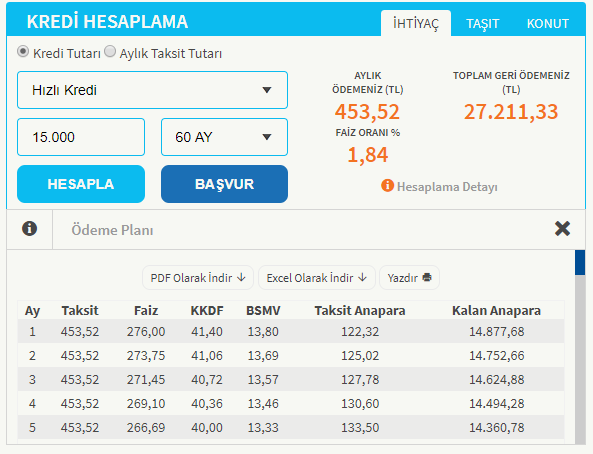 KREDİ HESAPLAMA
İHTİYAÇ
TAŞIT
KONUT
Kredi Tutarı
Aylık Taksit Tutarı
Hızlı Kredi
15.000
60 AY
HESAPLA
BAŞVUR
AYLIK
ÖDEMENİZ (TL)
453,52
FAİZ ORANI %
1,84
TOPLAM GERİ ÖDEMENİZ
(TL)
27.211,33
Hesaplama Detayı
Ödeme Planı
PDF Olarak İndir
Excel Olarak İndir
Yazdır
Ay Taksit Faiz KKDF BSMV Taksit Anapara Kalan Anapara
1 453,52 276,00 41,40 13,80 122,32 14.877,68
2 453,52 273,75 41,06 13,69 125,02 14.752,66
3 453,52 271,45 40,72 13,57 127,78 14.624,88
4 453,52 269,10 40,36 13,46 130,60 14.494,28
5 453,52 266,69 40,00 13,33 133,50 14.360,78